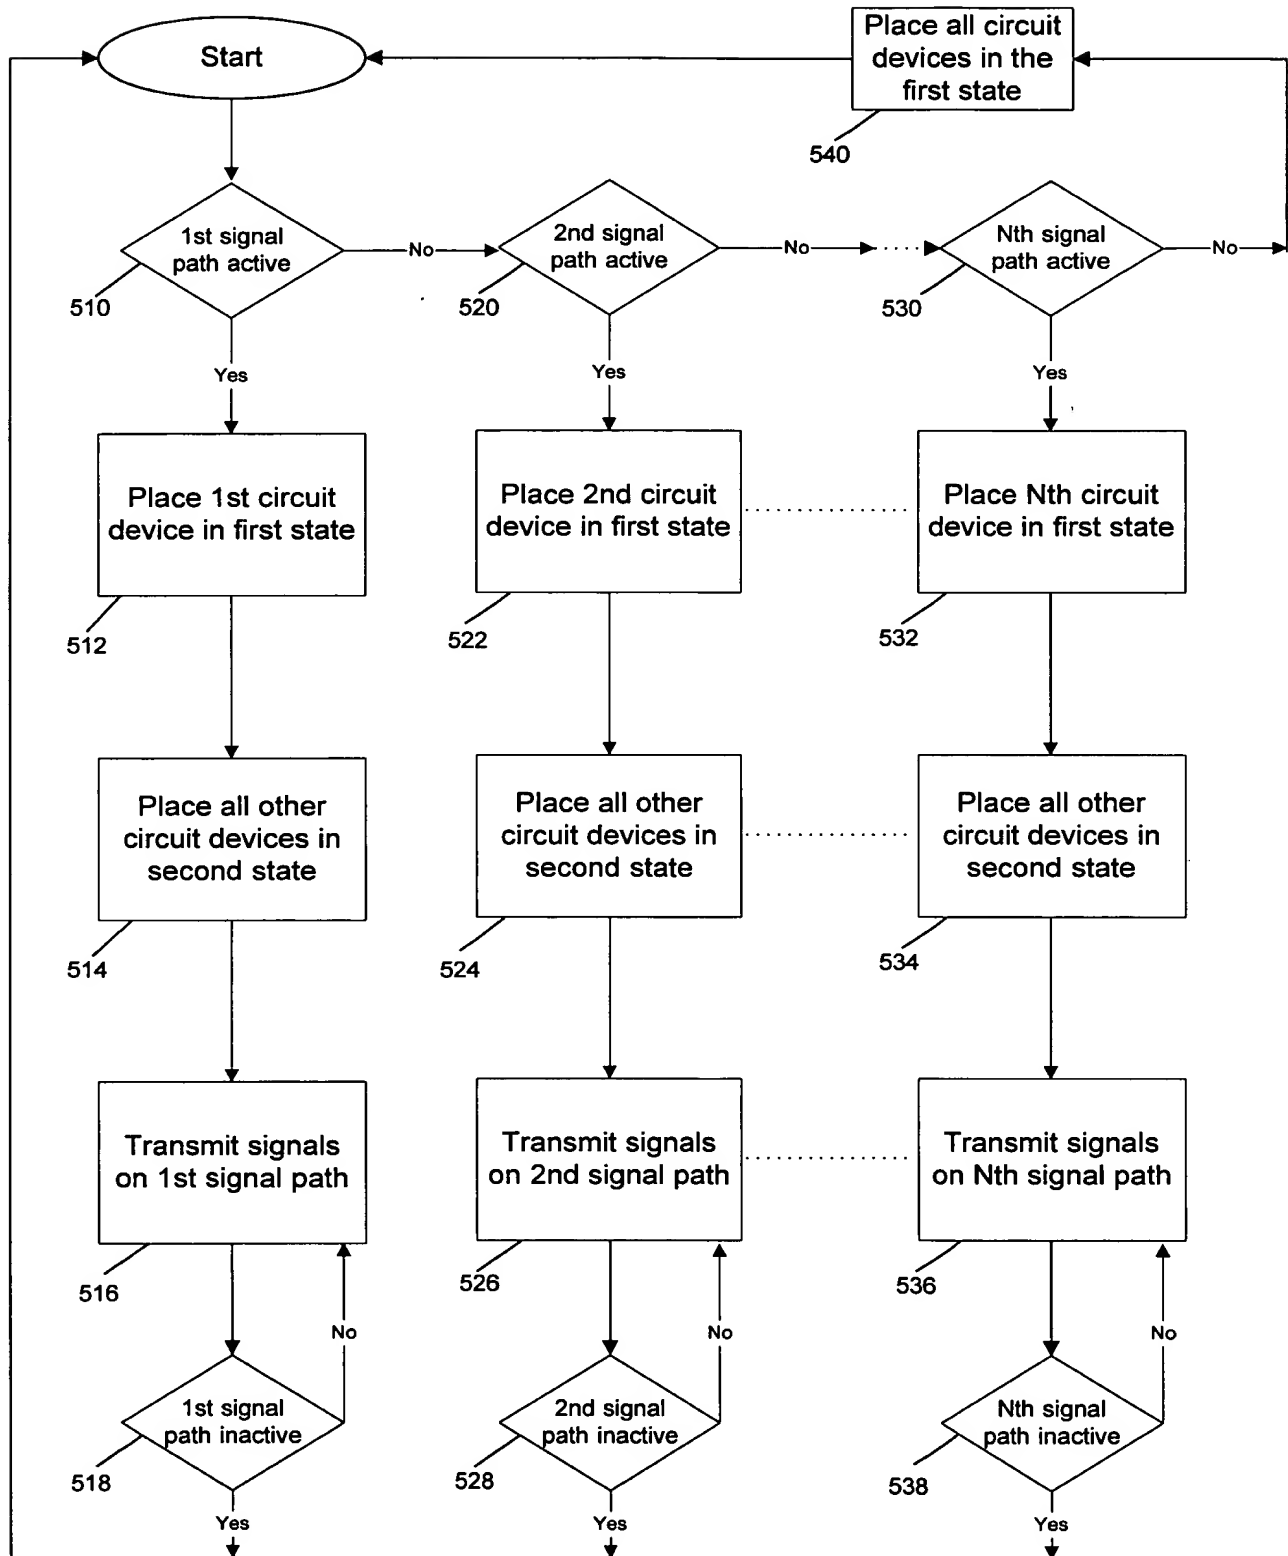 Start
Place all circuit
devices in the
first state
540
1st signal
path active
No
510
2nd signal
path active
No
520
Nth signal
path active
No
530
Yes
Yes
Yes
Place 1st circuit
device in first state
512
Place 2nd circuit
device in first state
522
Place Nth circuit
device in first state
532
Place all other
circuit devices in
second state
514
Place all other
circuit devices in
second state
524
Place all other
circuit devices in
second state
534
Transmit signals
on 1st signal path
516
Transmit signals
on 2nd signal path
526
Transmit signals
on Nth signal path
536
No
No
No
1st signal
path inactive
518
2nd signal
path inactive
528
Nth signal
path inactive
538
Yes
Yes
Yes